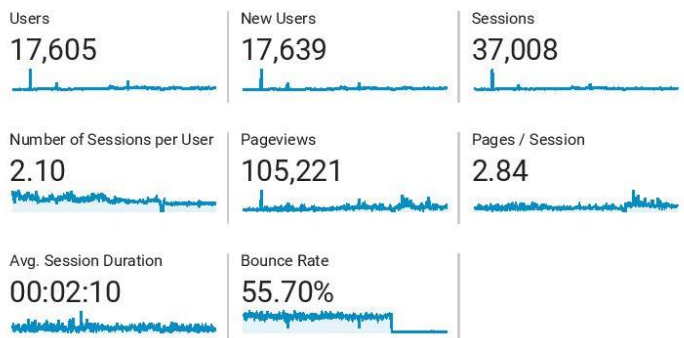 Users
17,605
New Users
17,639
Sessions
37,008
Number of Sessions per User
2.10
Pageviews
105,221
Pages / Session
2.84
Avg. Session Duration
00:02:10
Bounce Rate
55.70%